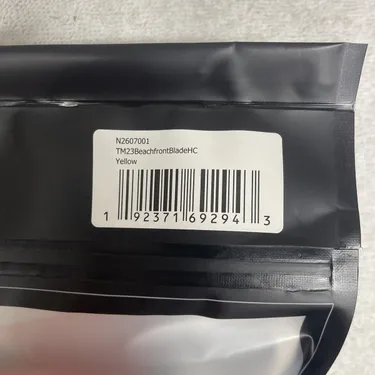 N2607001
TM23BeachfrontBladeHC
Yellow
1 92371 69294 3